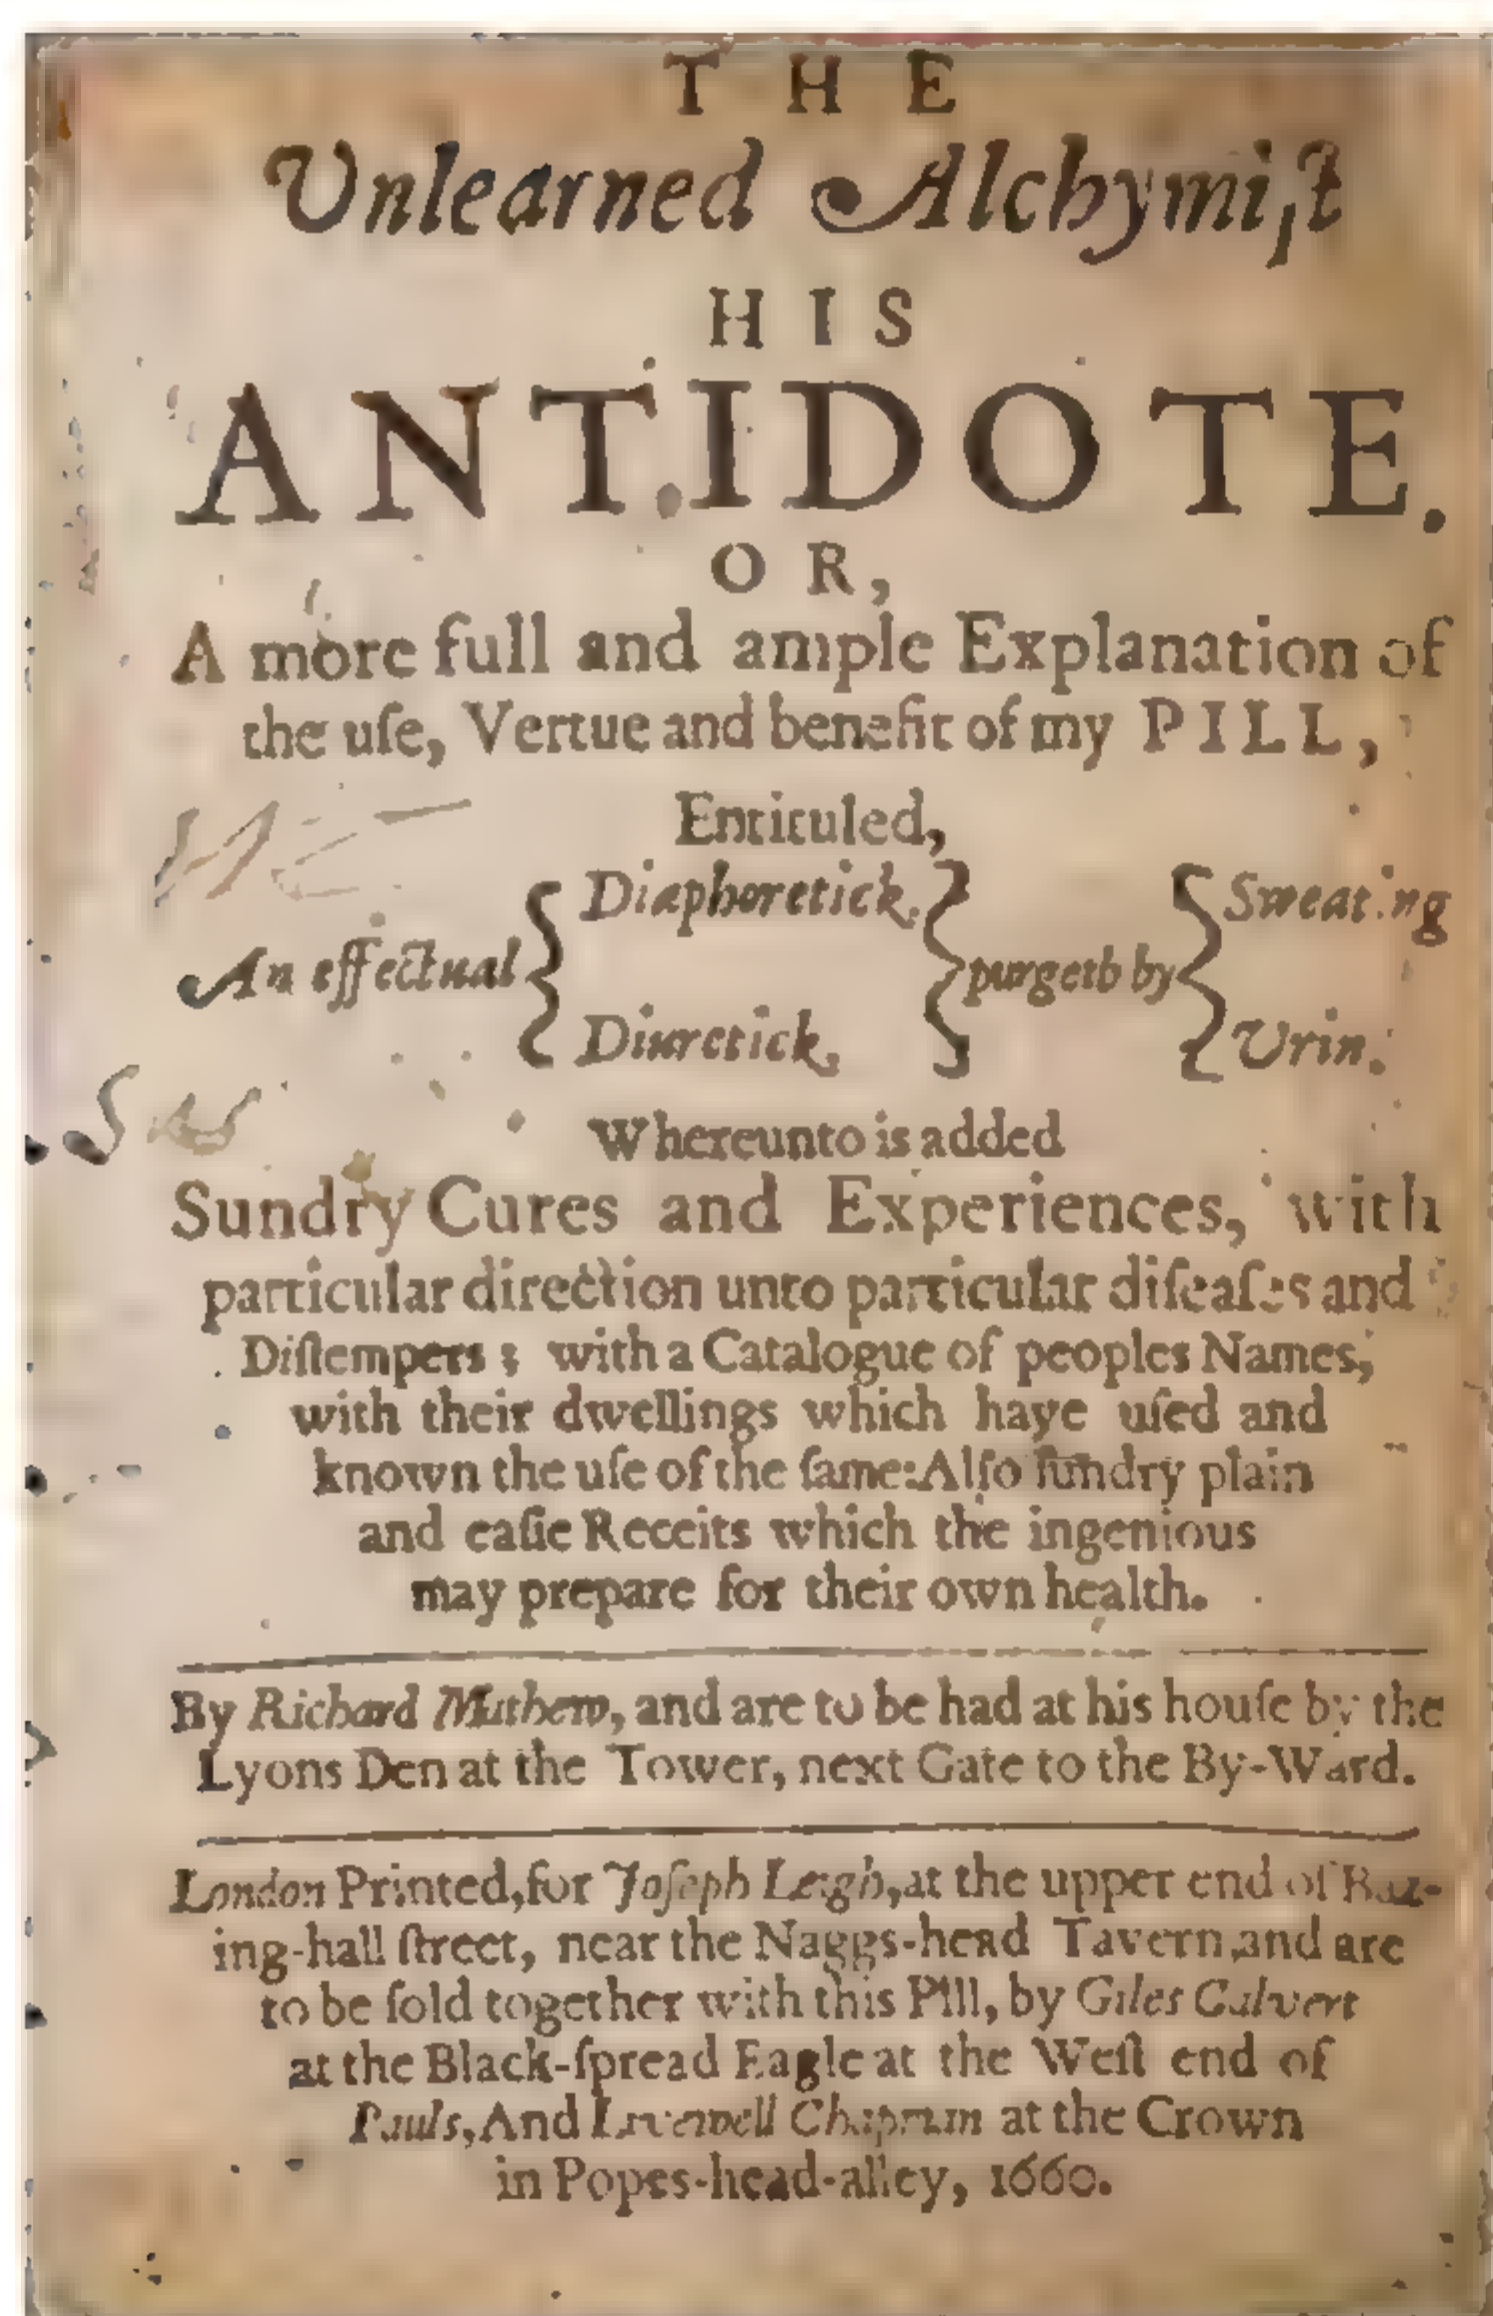 THE
Unlearned Alchymiſt
HIS
ANTIDOTE.
OR,
A more full and ample Explanation of
the uſe, Vertue and benefit of my PILL,
Entituled,
An effectual { Diaphoretick, } purgeth by { Sweating
Diuretick, Urin.
Whereunto is added
Sundry Cures and Experiences, with
particular direction unto particular diſeaſes and
Diſtempers; with a Catalogue of peoples Names,
with their dwellings which have uſed and
known the uſe of the ſame: Alſo ſundry plain
and eaſie Receits which the ingenious
may prepare for their own health.
By Richard Mathew, and are to be had at his houſe by the
Lyons Den at the Tower, next Gate to the By-Ward.
London Printed, for Joſeph Leigh, at the upper end of Baz-
ing-hall ſtreet, near the Naggs-head Tavern, and are
to be ſold together with this Pill, by Giles Calvert
at the Black-ſpread Eagle at the Weſt end of
Pauls, And Livewell Chapman at the Crown
in Popes-head-alley, 1660.